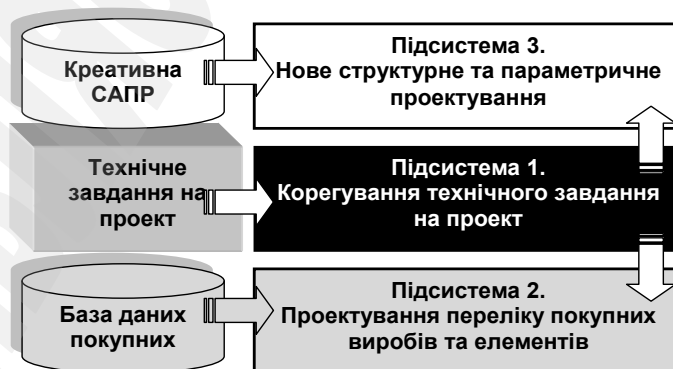 Креативна
САПР
Підсистема 3.
Нове структурне та параметричне
проектування
Технічне
завдання на
проект
Підсистема 1.
Корегування технічного завдання
на проект
База даних
покупних
Підсистема 2.
Проектування переліку покупних
виробів та елементів